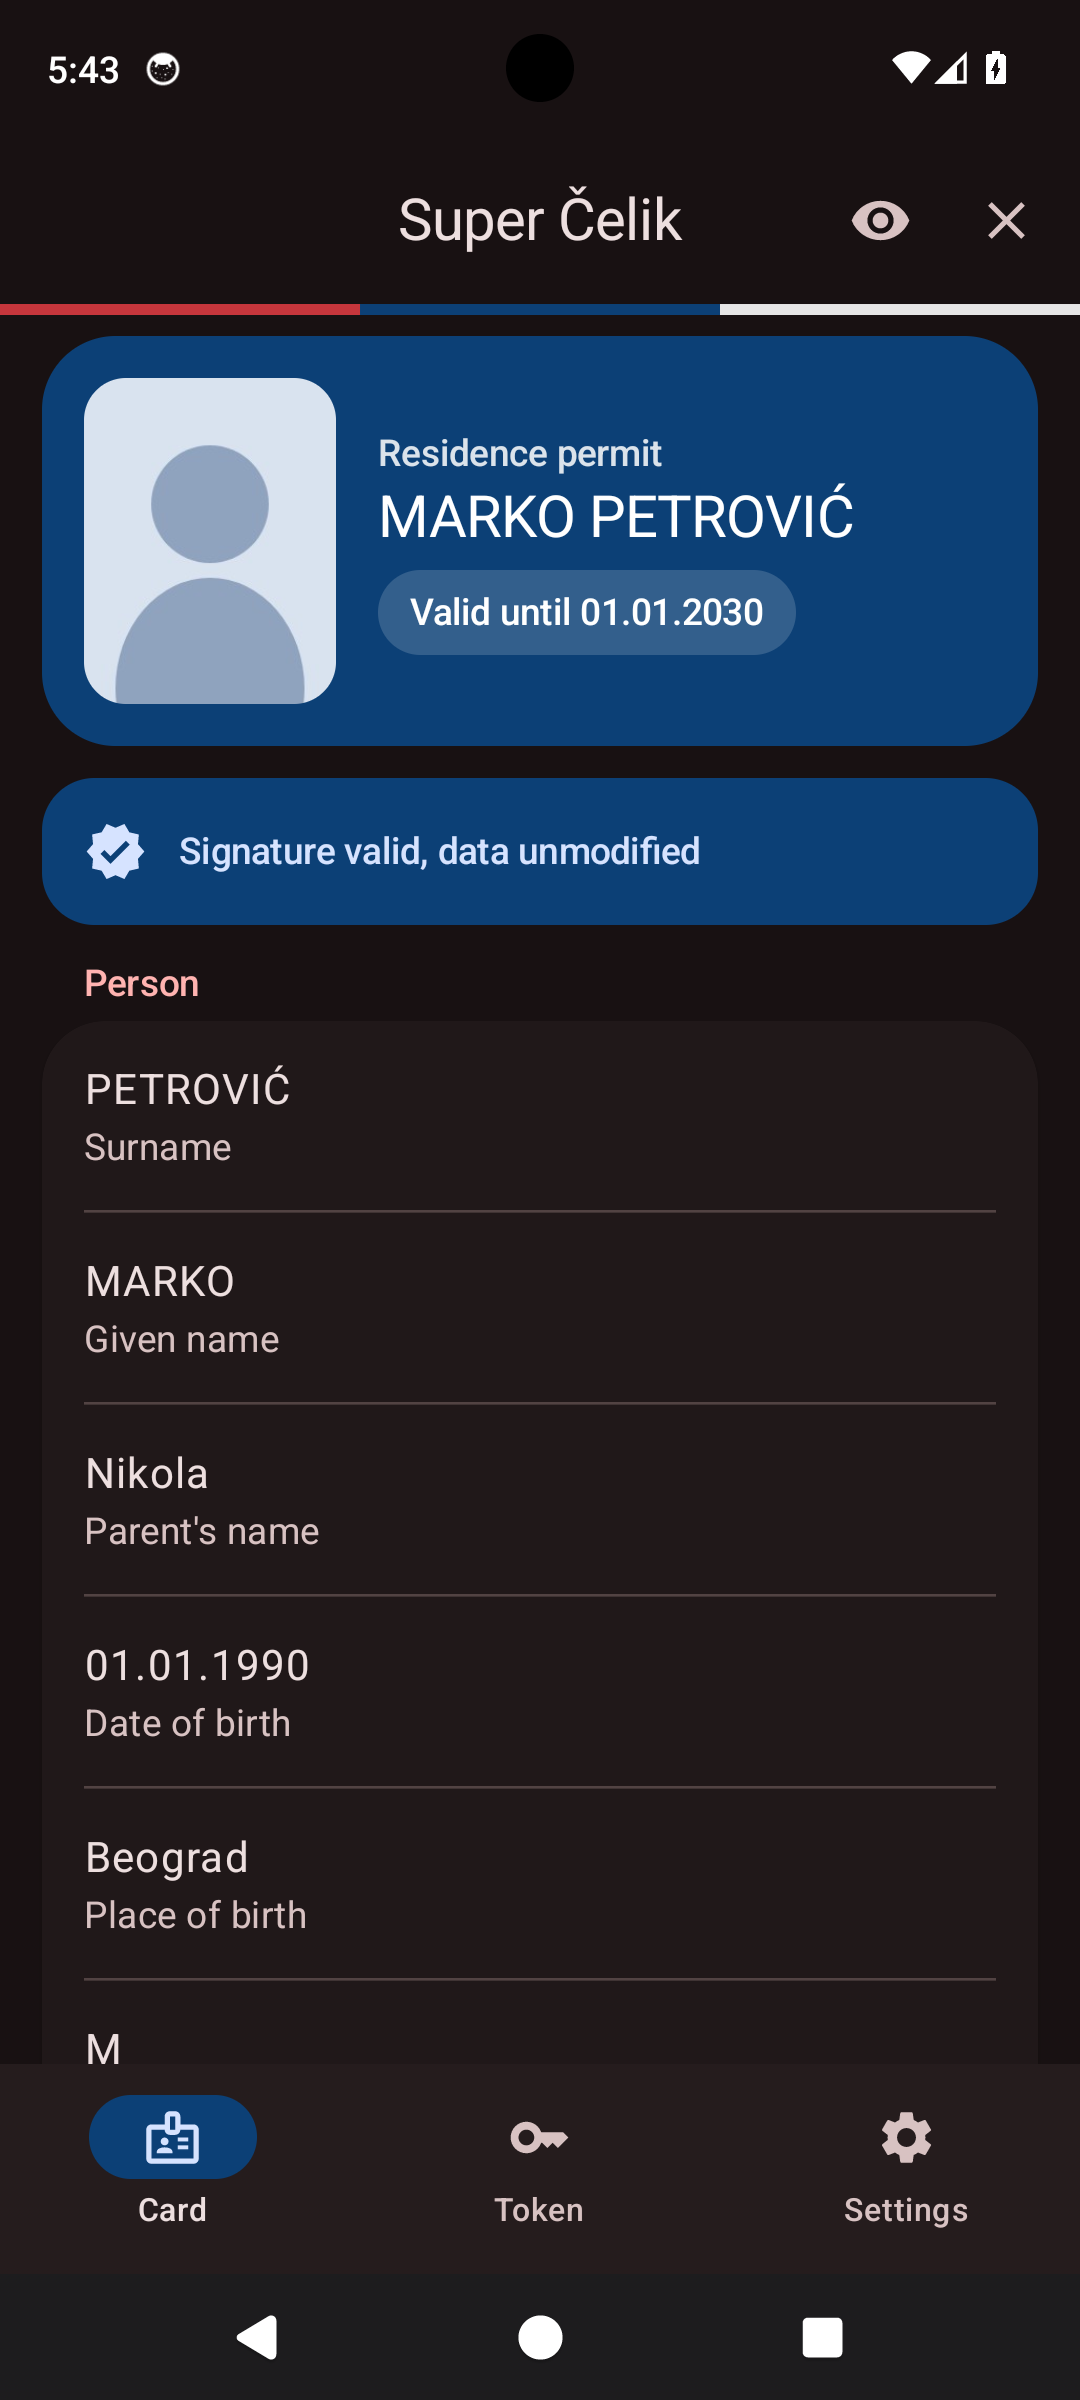 5:43
Super Čelik
Residence permit
MARKO PETROVIĆ
Valid until 01.01.2030
Signature valid, data unmodified
Person
PETROVIĆ
Surname
MARKO
Given name
Nikola
Parent's name
01.01.1990
Date of birth
Beograd
Place of birth
M
Card
Token
Settings